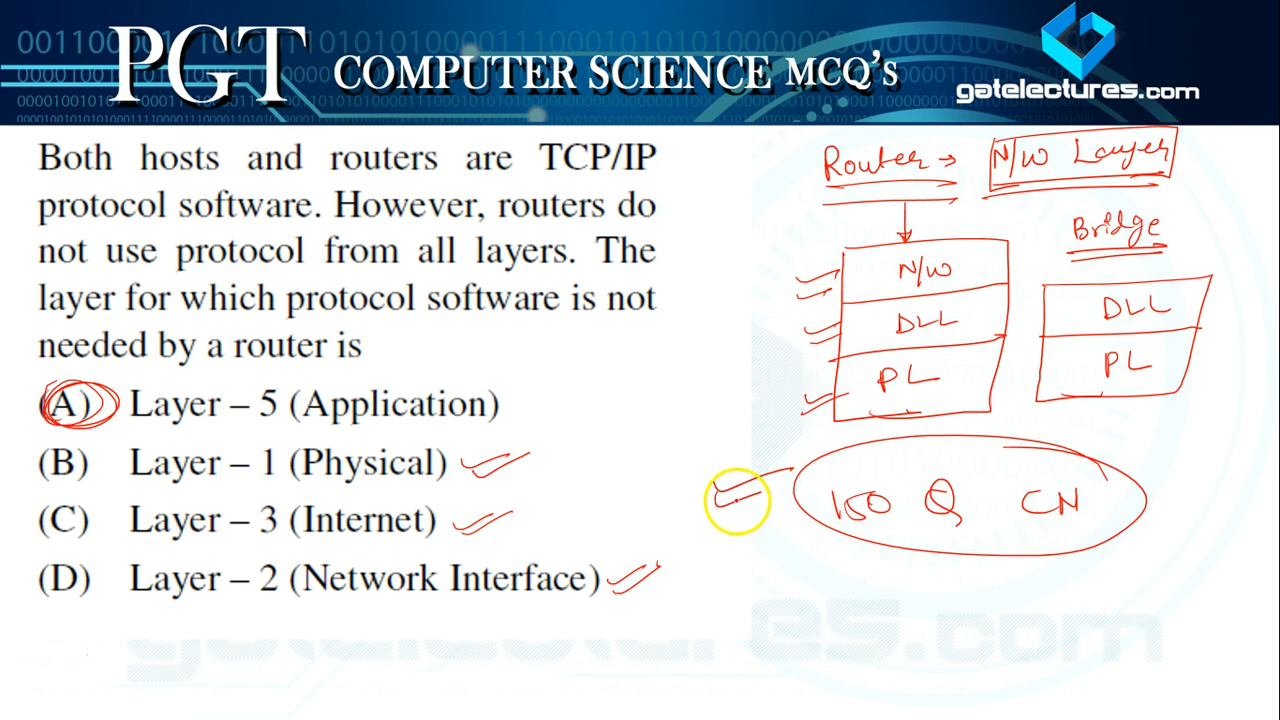 PGT COMPUTER SCIENCE MCQ's
gatelectures.com
Both hosts and routers are TCP/IP
protocol software. However, routers do
not use protocol from all layers. The
layer for which protocol software is not
needed by a router is
(A) Layer – 5 (Application)
(B) Layer – 1 (Physical)
(C) Layer – 3 (Internet)
(D) Layer – 2 (Network Interface)
Router → N/W Layer
N/W
DLL
PL
Bridge
DLL
PL
150 Q CN